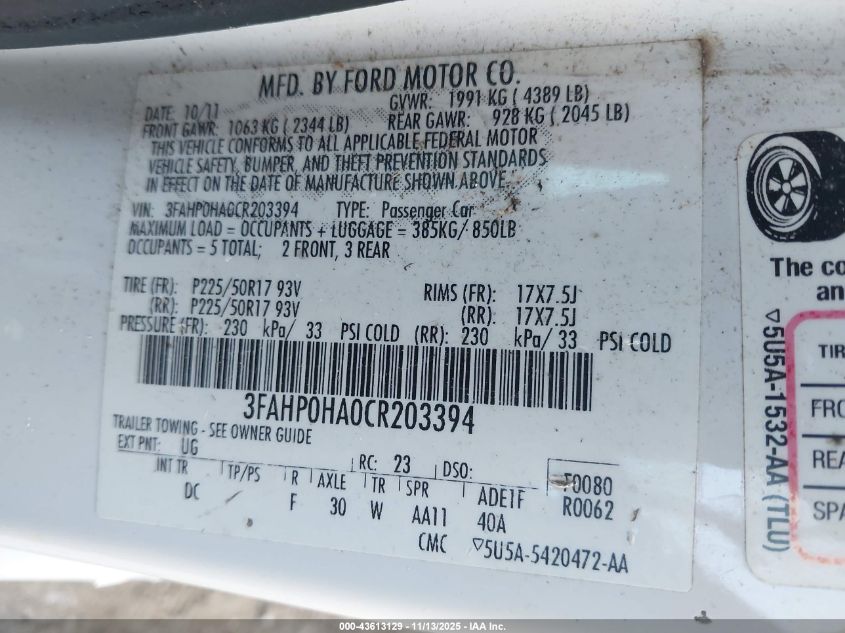 MFD. BY FORD MOTOR CO.
DATE: 10/11 GVWR: 1991 KG ( 4389 LB)
FRONT GAWR: 1063 KG ( 2344 LB) REAR GAWR: 928 KG ( 2045 LB)
THIS VEHICLE CONFORMS TO ALL APPLICABLE FEDERAL MOTOR
VEHICLE SAFETY, BUMPER, AND THEFT PREVENTION STANDARDS
IN EFFECT ON THE DATE OF MANUFACTURE SHOWN ABOVE.
VIN: 3FAHP0HA0CR203394 TYPE: Passenger Car
MAXIMUM LOAD = OCCUPANTS + LUGGAGE = 385KG/ 850LB
OCCUPANTS = 5 TOTAL; 2 FRONT, 3 REAR
TIRE (FR): P225/50R17 93V RIMS (FR): 17X7.5J
(RR): P225/50R17 93V (RR): 17X7.5J
PRESSURE (FR): 230 kPa/ 33 PSI COLD (RR): 230 kPa/ 33 PSI COLD
3FAHP0HA0CR203394
TRAILER TOWING - SEE OWNER GUIDE
EXT PNT: UG RC: 23 DSO: F0080
R0062
INT TR TP/PS R AXLE TR SPR ADE1F
DC F 30 W AA11 40A
CMC ▽5U5A-5420472-AA
The co
an
▽5U5A-1532-AA (TLU)
TIR
FRO
REA
SPA
000-43613129 - 11/13/2025 - IAA Inc.